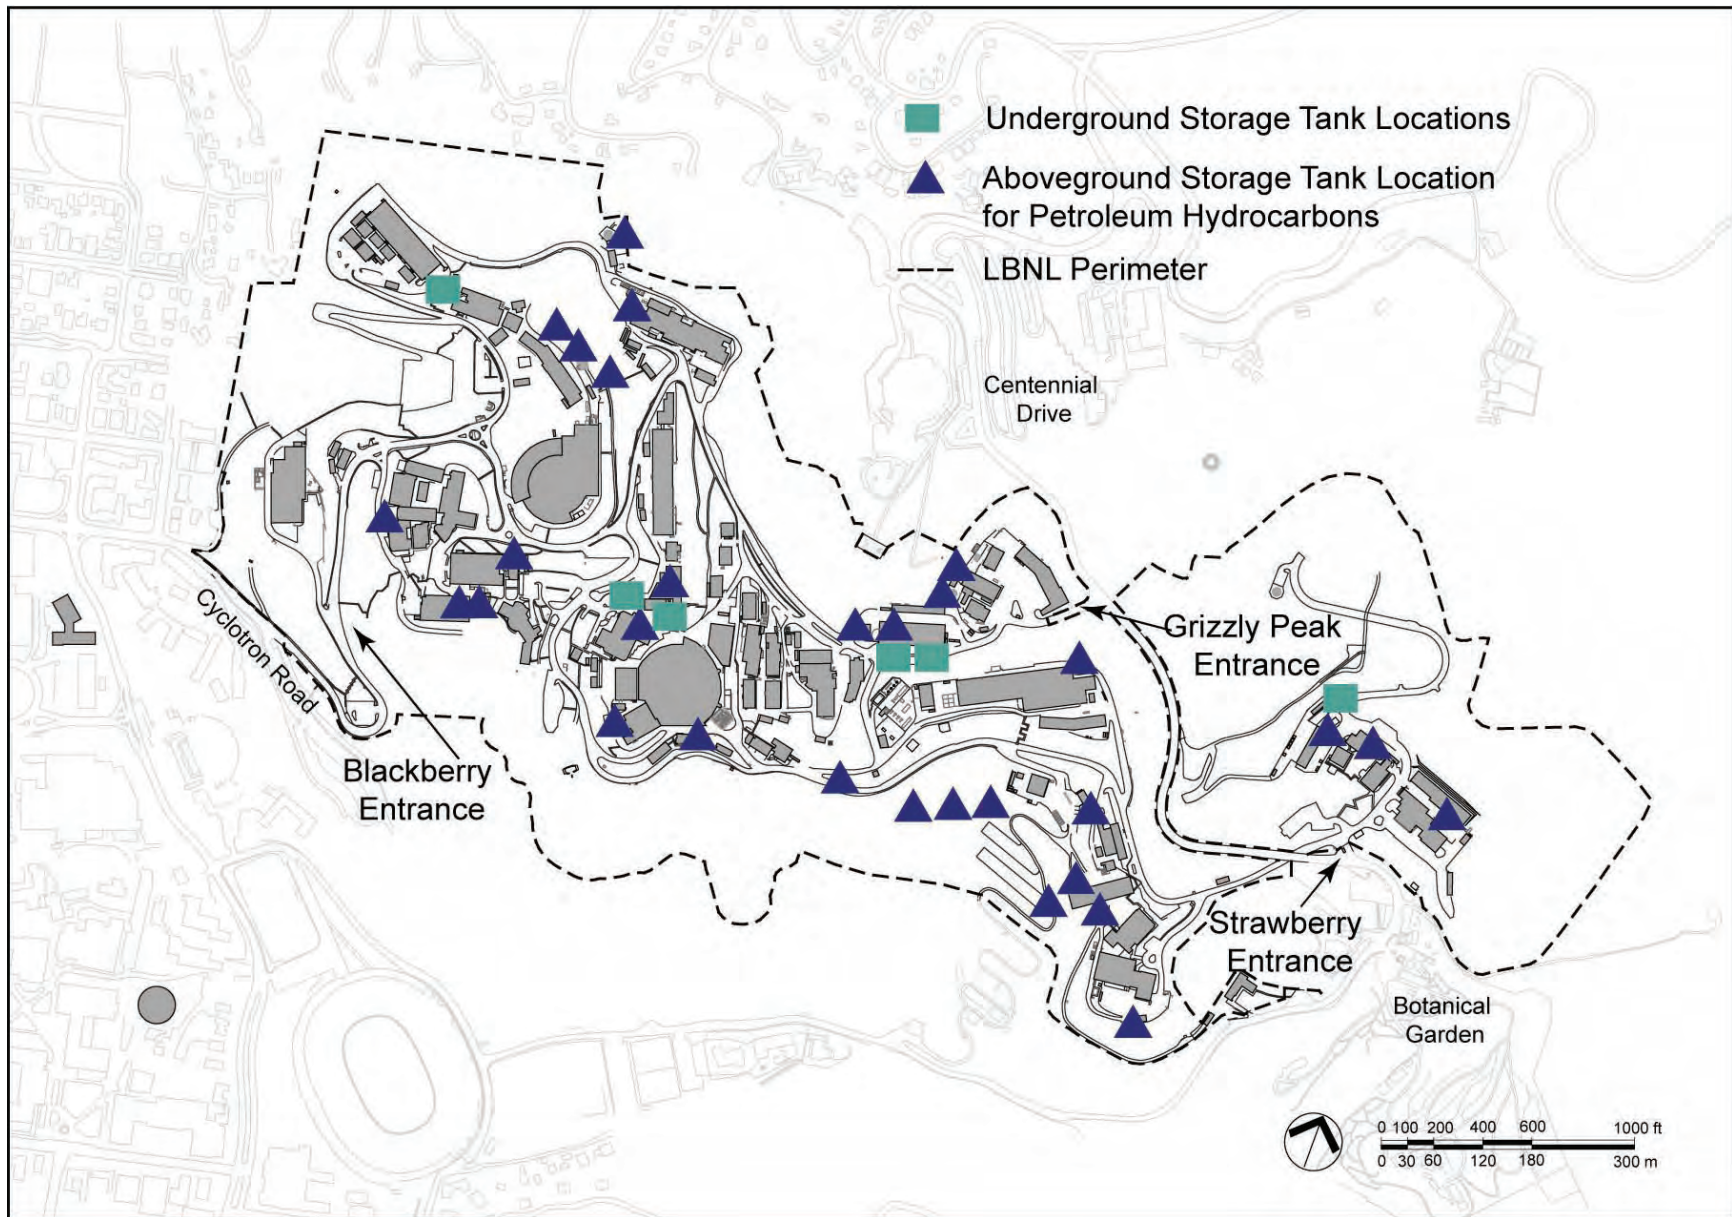 Underground Storage Tank Locations
Aboveground Storage Tank Location
for Petroleum Hydrocarbons
LBNL Perimeter
Centennial
Drive
Cyclotron Road
Grizzly Peak
Entrance
Blackberry
Entrance
Strawberry
Entrance
Botanical
Garden
0 100 200 400 600 1000 ft
0 30 60 120 180 300 m